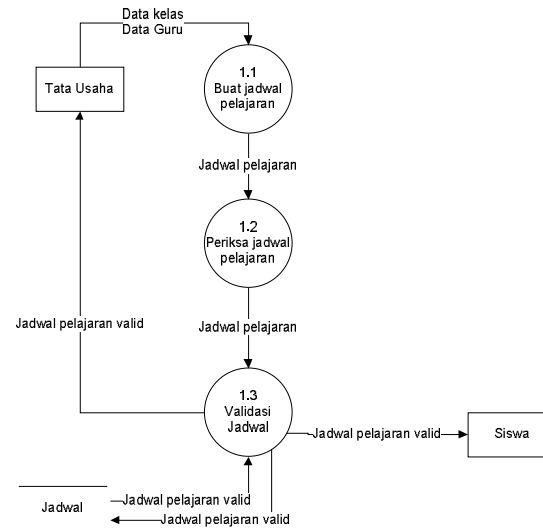 Data kelas
Data Guru
Tata Usaha
1.1
Buat jadwal
pelajaran
Jadwal pelajaran
1.2
Periksa jadwal
pelajaran
Jadwal pelajaran valid
Jadwal pelajaran
1.3
Validasi
Jadwal
Jadwal pelajaran valid
Siswa
Jadwal
Jadwal pelajaran valid
Jadwal pelajaran valid